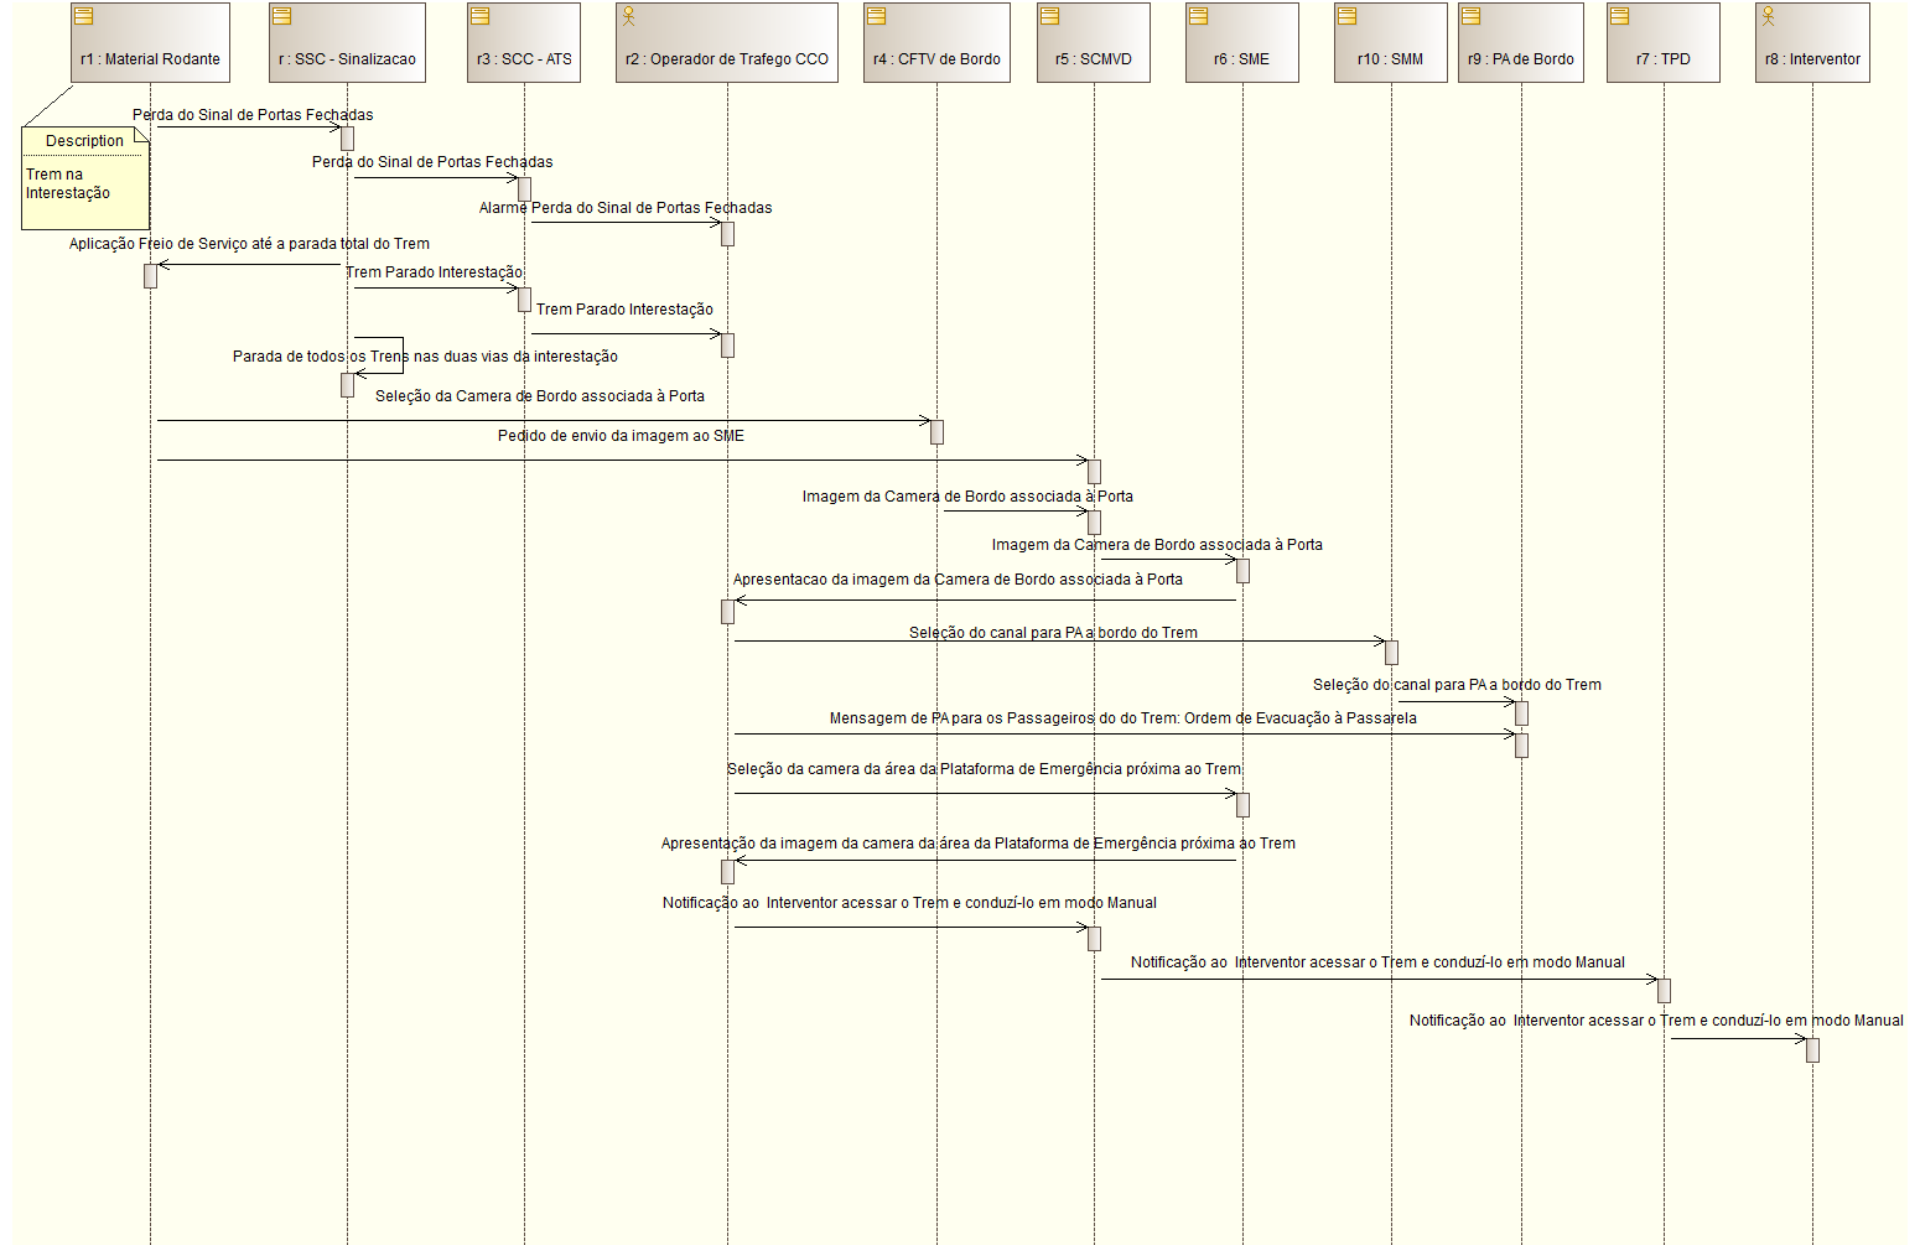 r1 : Material Rodante
r : SSC - Sinalizacao
r3 : SCC - ATS
r2 : Operador de Trafego CCO
r4 : CFTV de Bordo
r5 : SCMVD
r6 : SME
r10 : SMM
r9 : PA de Bordo
r7 : TPD
r8 : Interventor
Perda do Sinal de Portas Fechadas
Description
Trem na
Interestação
Perda do Sinal de Portas Fechadas
Alarme Perda do Sinal de Portas Fechadas
Aplicação Freio de Serviço até a parada total do Trem
Trem Parado Interestação
Trem Parado Interestação
Parada de todos os Trens nas duas vias da interestação
Seleção da Camera de Bordo associada à Porta
Pedido de envio da imagem ao SME
Imagem da Camera de Bordo associada à Porta
Imagem da Camera de Bordo associada à Porta
Apresentacao da imagem da Camera de Bordo associada à Porta
Seleção do canal para PA a bordo do Trem
Seleção do canal para PA a bordo do Trem
Mensagem de PA para os Passageiros do do Trem: Ordem de Evacuação à Passarela
Seleção da camera da área da Plataforma de Emergência próxima ao Trem
Apresentação da imagem da camera da área da Plataforma de Emergência próxima ao Trem
Notificação ao Interventor acessar o Trem e conduzí-lo em modo Manual
Notificação ao Interventor acessar o Trem e conduzí-lo em modo Manual
Notificação ao Interventor acessar o Trem e conduzí-lo em modo Manual